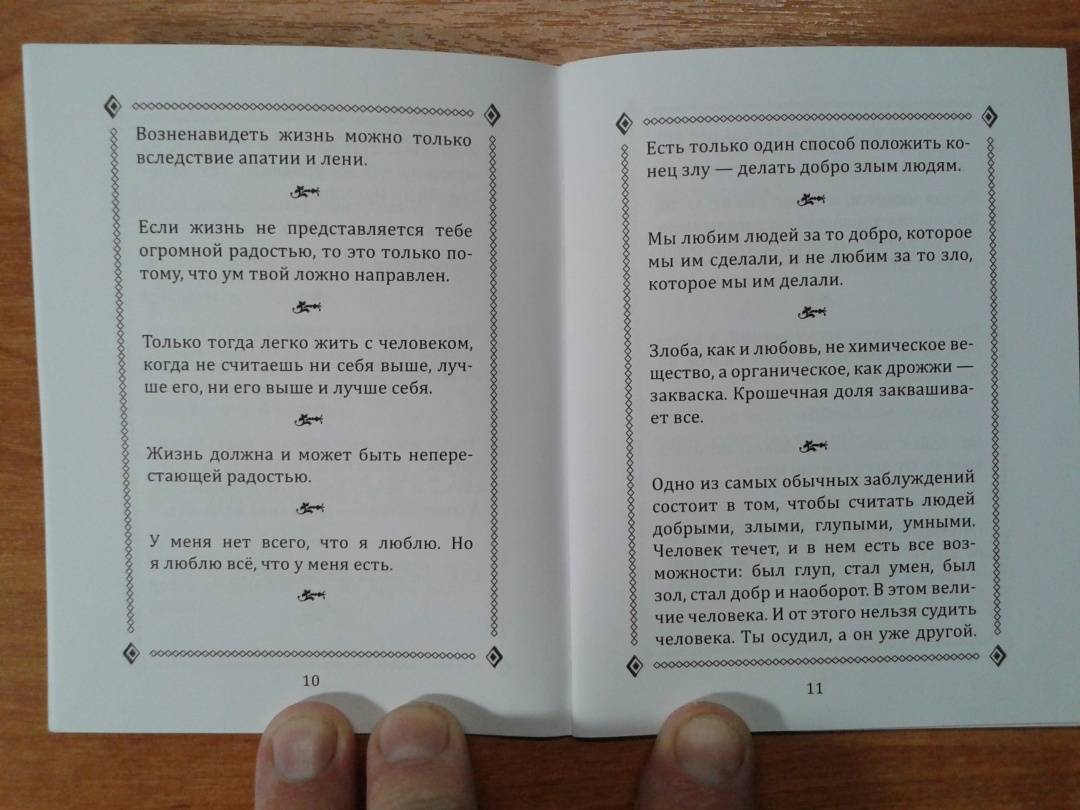 Возненавидеть жизнь можно только
вследствие апатии и лени.
Если жизнь не представляется тебе
огромной радостью, то это только по-
тому, что ум твой ложно направлен.
Только тогда легко жить с человеком,
когда не считаешь ни себя выше, луч-
ше его, ни его выше и лучше себя.
Жизнь должна и может быть непере-
стающей радостью.
У меня нет всего, что я люблю. Но
я люблю всё, что у меня есть.
10
Есть только один способ положить ко-
нец злу — делать добро злым людям.
Мы любим людей за то добро, которое
мы им сделали, и не любим за то зло,
которое мы им делали.
Злоба, как и любовь, не химическое ве-
щество, а органическое, как дрожжи —
закваска. Крошечная доля заквашива-
ет все.
Одно из самых обычных заблуждений
состоит в том, чтобы считать людей
добрыми, злыми, глупыми, умными.
Человек течет, и в нем есть все воз-
можности: был глуп, стал умен, был
зол, стал добр и наоборот. В этом вели-
чие человека. И от этого нельзя судить
человека. Ты осудил, а он уже другой.
11